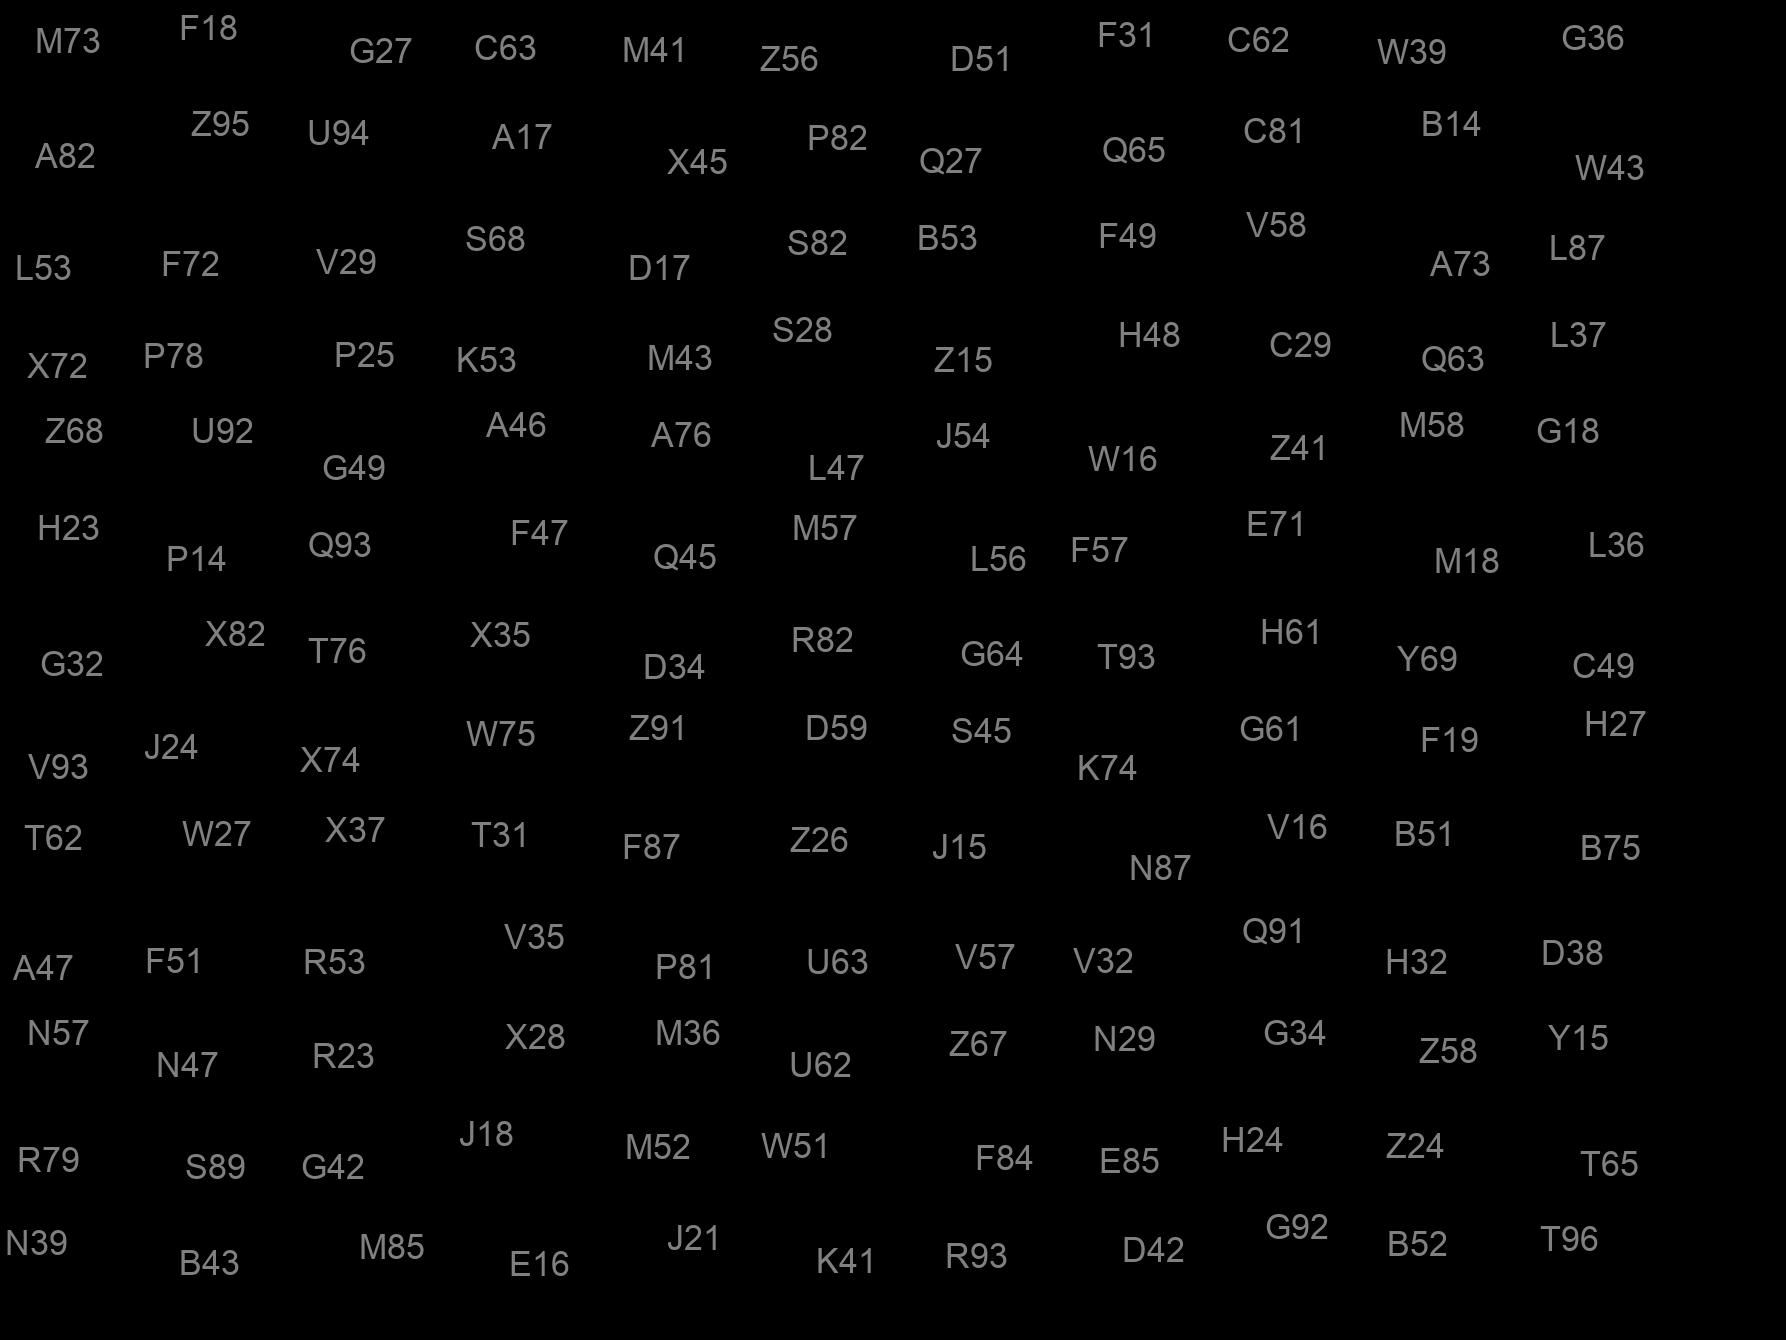 M73 F18 G27 C63 M41 Z56 D51 F31 C62 W39 G36
A82 Z95 U94 A17 X45 P82 Q27 Q65 C81 B14 W43
L53 F72 V29 S68 D17 S82 B53 F49 V58 A73 L87
X72 P78 P25 K53 M43 S28 Z15 H48 C29 Q63 L37
Z68 U92 G49 A46 A76 L47 J54 W16 Z41 M58 G18
H23 P14 Q93 F47 Q45 M57 L56 F57 E71 M18 L36
G32 X82 T76 X35 D34 R82 G64 T93 H61 Y69 C49
V93 J24 X74 W75 Z91 D59 S45 K74 G61 F19 H27
T62 W27 X37 T31 F87 Z26 J15 N87 V16 B51 B75
A47 F51 R53 V35 P81 U63 V57 V32 Q91 H32 D38
N57 N47 R23 X28 M36 U62 Z67 N29 G34 Z58 Y15
R79 S89 G42 J18 M52 W51 F84 E85 H24 Z24 T65
N39 B43 M85 E16 J21 K41 R93 D42 G92 B52 T96